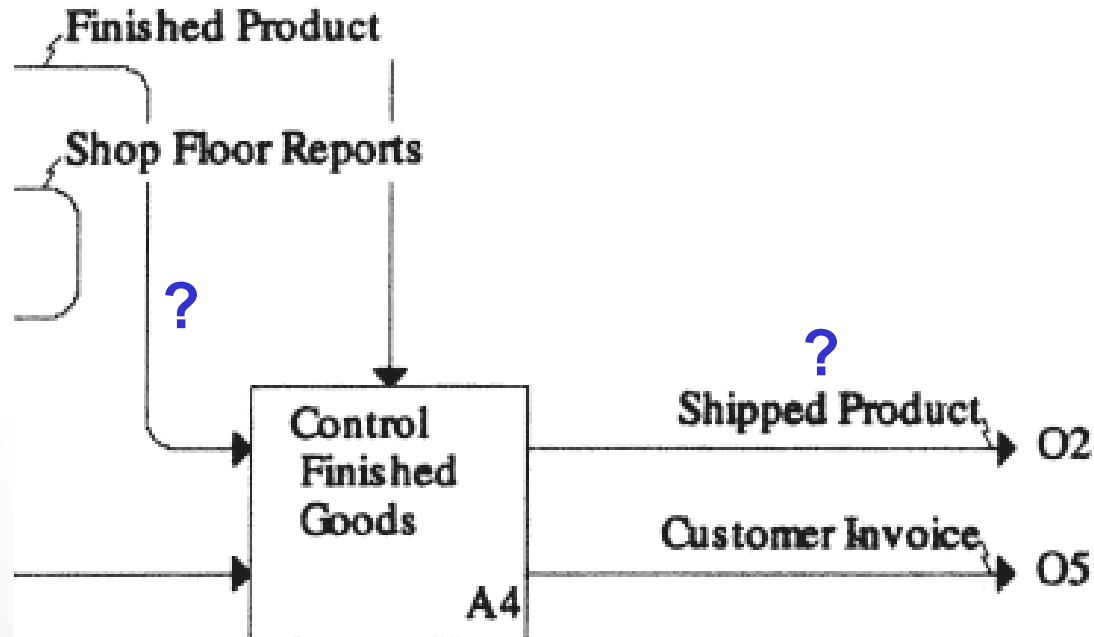 Finished Product
Shop Floor Reports
?
?
Shipped Product
O2
Control
Finished
Goods
Customer Invoice
O5
A4